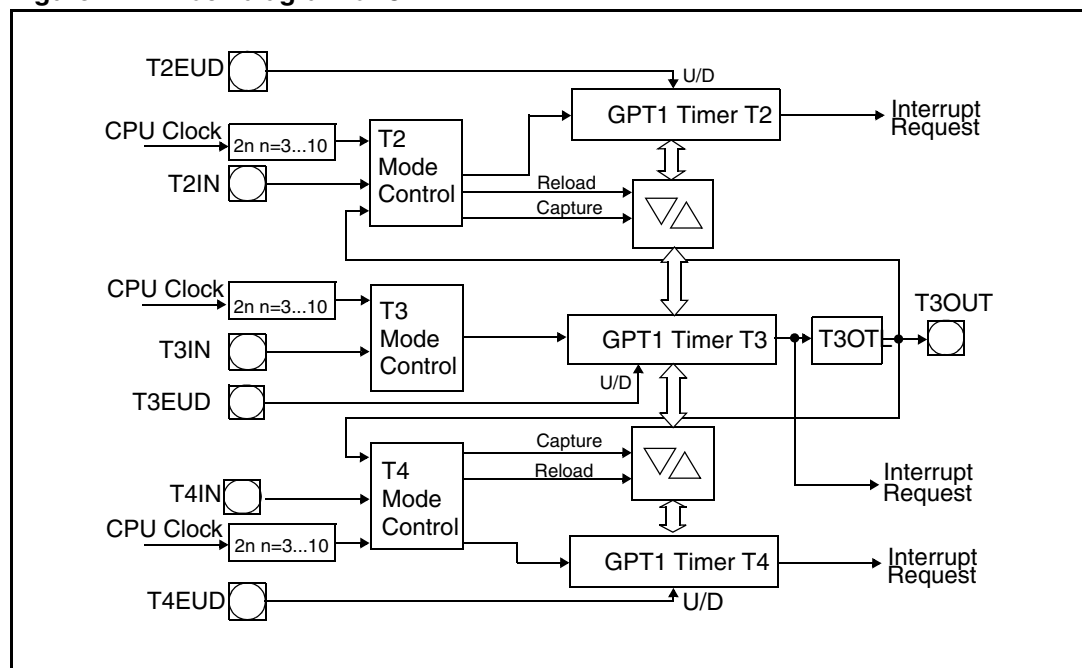 T2EUD
U/D
GPT1 Timer T2
Interrupt
Request
CPU Clock
2n n=3...10
T2
Mode
Control
T2IN
Reload
Capture
CPU Clock
2n n=3...10
T3
Mode
Control
T3OUT
GPT1 Timer T3
T3OTL
T3IN
U/D
T3EUD
Capture
Reload
T4
Mode
Control
T4IN
Interrupt
Request
CPU Clock
2n n=3...10
GPT1 Timer T4
Interrupt
Request
T4EUD
U/D